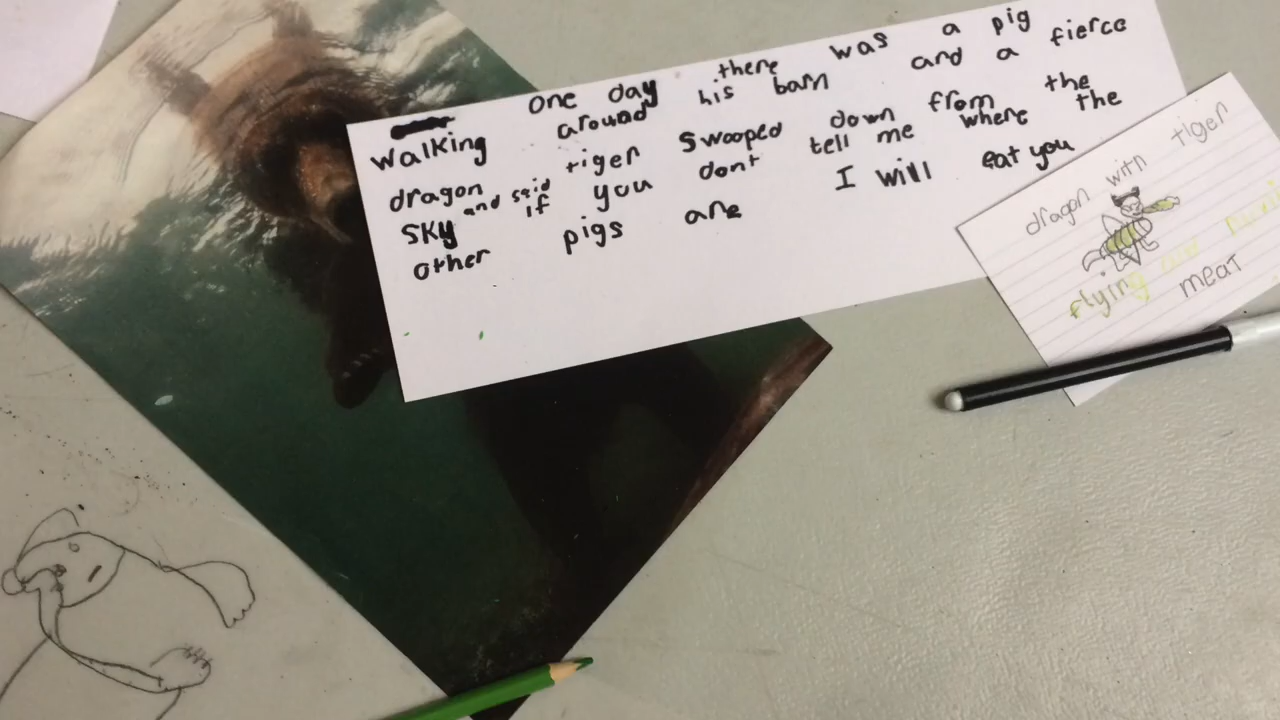 one day there was a pig
walking around his barn and a fierce
dragon tiger swooped down from the
sky and said if you dont tell me where the
other pigs are I will eat you
dragon with tiger
flying
meat